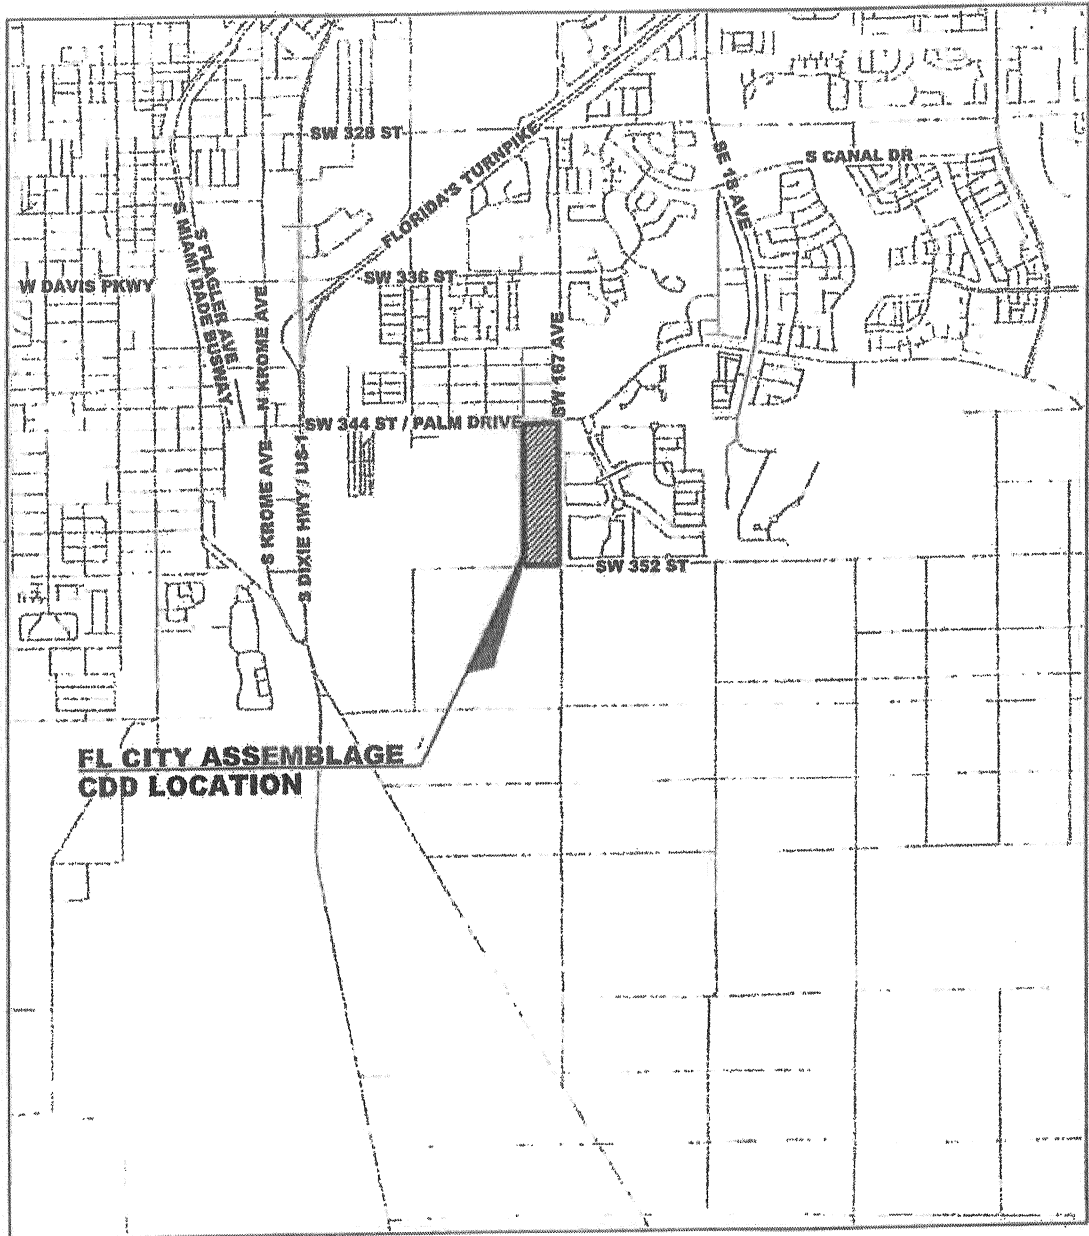 SW 328 ST
FLORIDA'S TURNPIKE
SE 18 AVE
S CANAL DR
S FLAGLER AVE
S MIAMI DADE BUSWAY
W DAVIS PKWY
SW 336 ST
N KROME AVE
SW 167 AVE
SW 344 ST / PALM DRIVE
S KROME AVE
S DIXIE HWY / US-1
SW 352 ST
FL CITY ASSEMBLAGE
CDD LOCATION